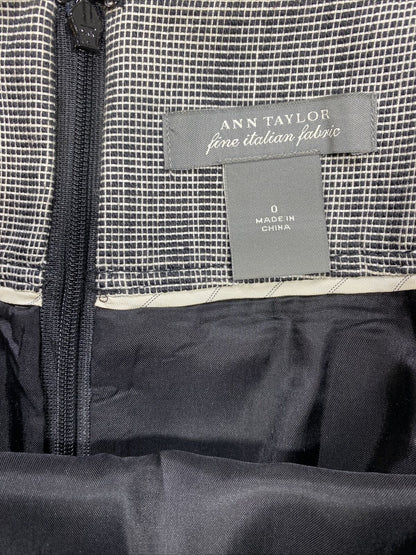 ANN TAYLOR
fine italian fabric
0
MADE IN
CHINA